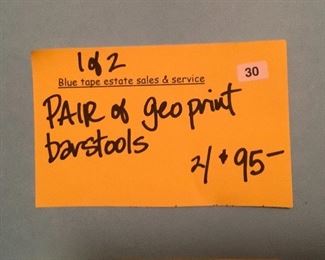 1 of 2
Blue tape estate sales & service
30
PAIR of geo print
barstools
2/$95-